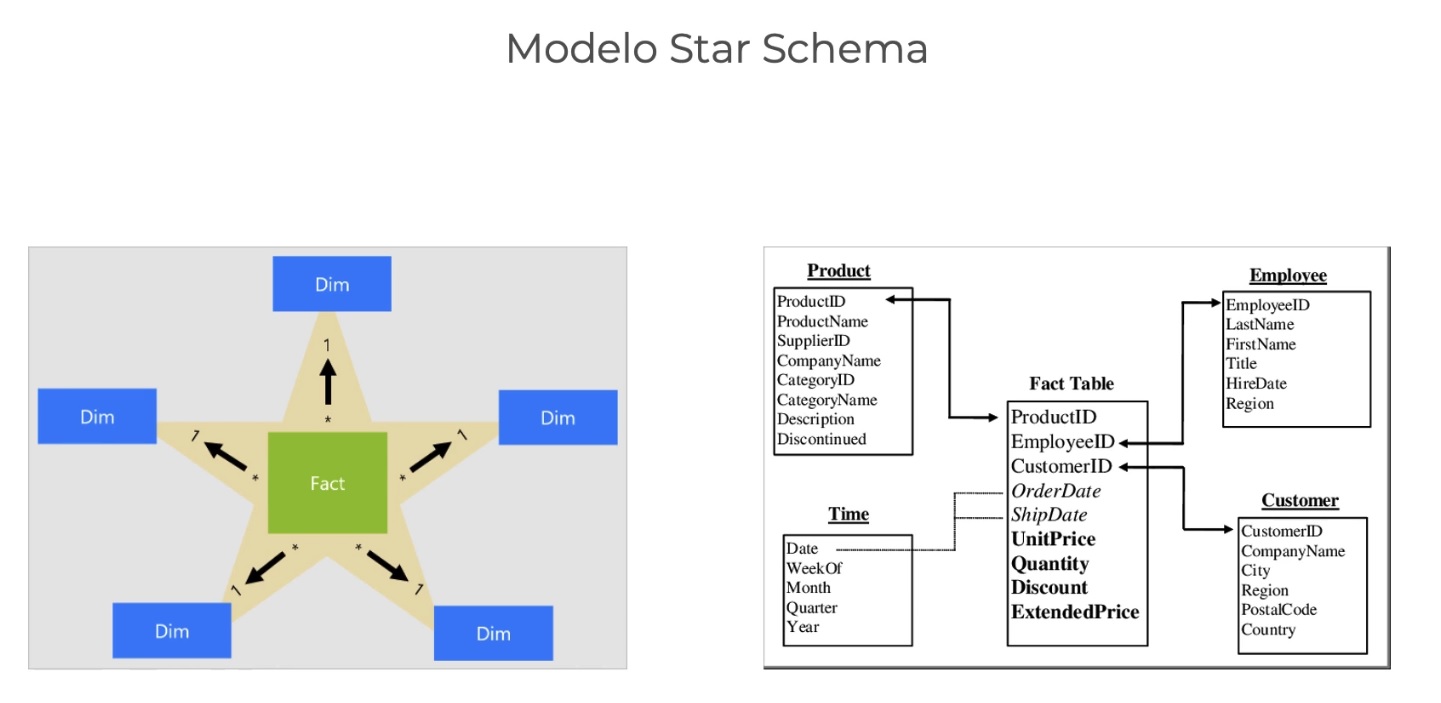 Modelo Star Schema
Dim
1
*
Dim
1
*
Dim
1
*
Fact
*
1
*
1
Dim
Dim
Product
ProductID
ProductName
SupplierID
CompanyName
CategoryID
CategoryName
Description
Discontinued
Time
Date
WeekOf
Month
Quarter
Year
Fact Table
ProductID
EmployeeID
CustomerID
OrderDate
ShipDate
UnitPrice
Quantity
Discount
ExtendedPrice
Employee
EmployeeID
LastName
FirstName
Title
HireDate
Region
Customer
CustomerID
CompanyName
City
Region
PostalCode
Country